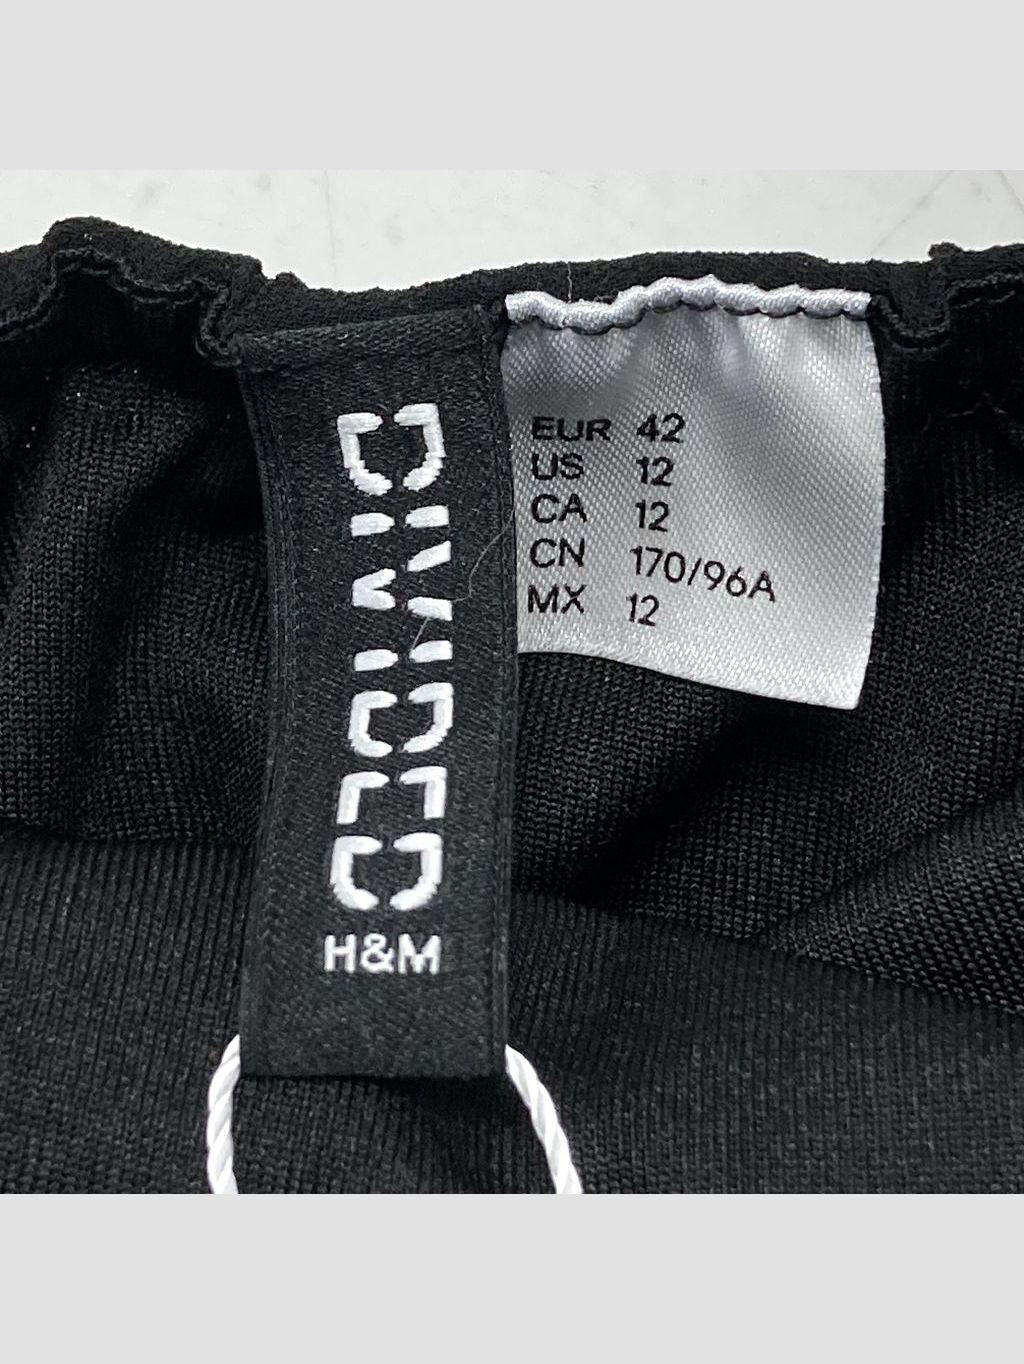 DIVIDED
H&M
EUR 42
US 12
CA 12
CN 170/96A
MX 12